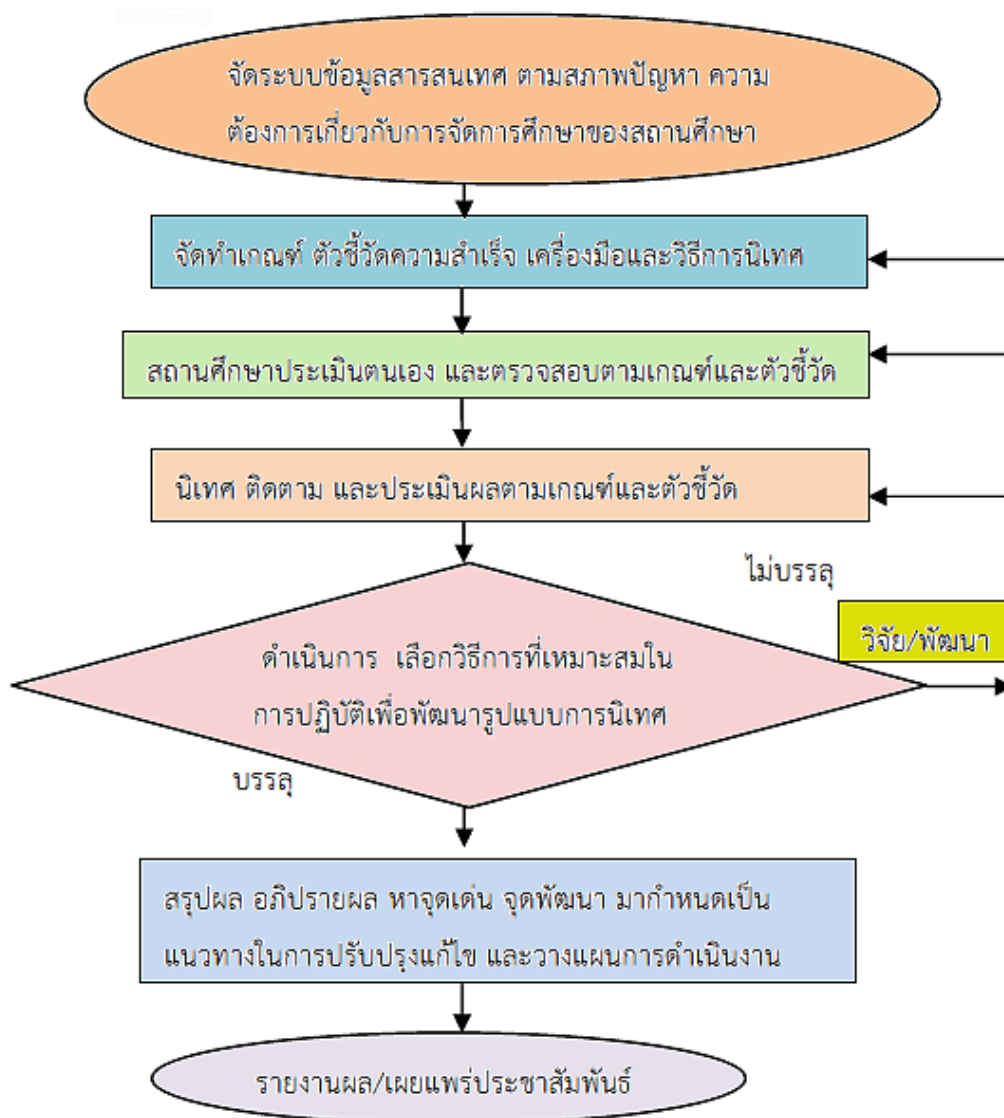 จัดระบบข้อมูลสารสนเทศ ตามสภาพปัญหา ความ
ต้องการเกี่ยวกับการจัดการศึกษาของสถานศึกษา
จัดทำเกณฑ์ ตัวชี้วัดความสำเร็จ เครื่องมือและวิธีการนิเทศ
สถานศึกษาประเมินตนเอง และตรวจสอบตามเกณฑ์และตัวชี้วัด
นิเทศ ติดตาม และประเมินผลตามเกณฑ์และตัวชี้วัด
ไม่บรรลุ
วิจัย/พัฒนา
ดำเนินการ เลือกวิธีการที่เหมาะสมใน
การปฏิบัติเพื่อพัฒนารูปแบบการนิเทศ
บรรลุ
สรุปผล อภิปรายผล หาจุดเด่น จุดพัฒนา มากำหนดเป็น
แนวทางในการปรับปรุงแก้ไข และวางแผนการดำเนินงาน
รายงานผล/เผยแพร่ประชาสัมพันธ์